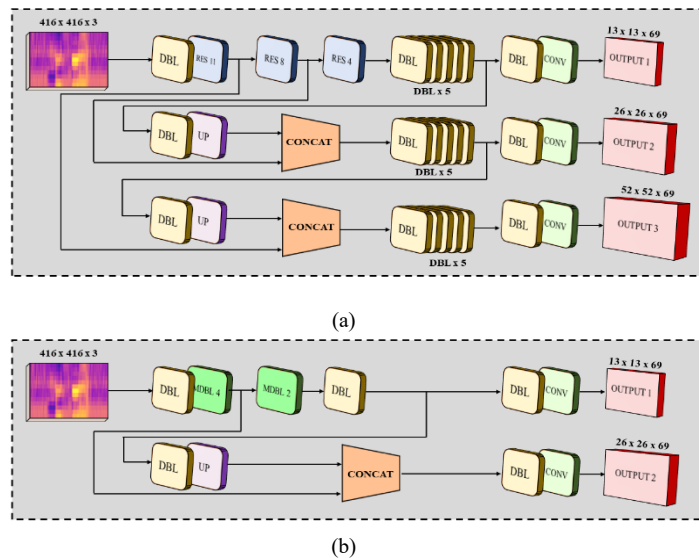 416 x 416 x 3
13 x 13 x 69
DBL RES 11 RES 8 RES 4 DBL DBL CONV OUTPUT 1
DBL x 5
26 x 26 x 69
DBL UP CONCAT DBL DBL CONV OUTPUT 2
DBL x 5
52 x 52 x 69
DBL UP CONCAT DBL DBL CONV OUTPUT 3
DBL x 5
(a)
416 x 416 x 3
13 x 13 x 69
DBL MDBL 4 MDBL 2 DBL DBL CONV OUTPUT 1
26 x 26 x 69
DBL UP CONCAT DBL CONV OUTPUT 2
(b)